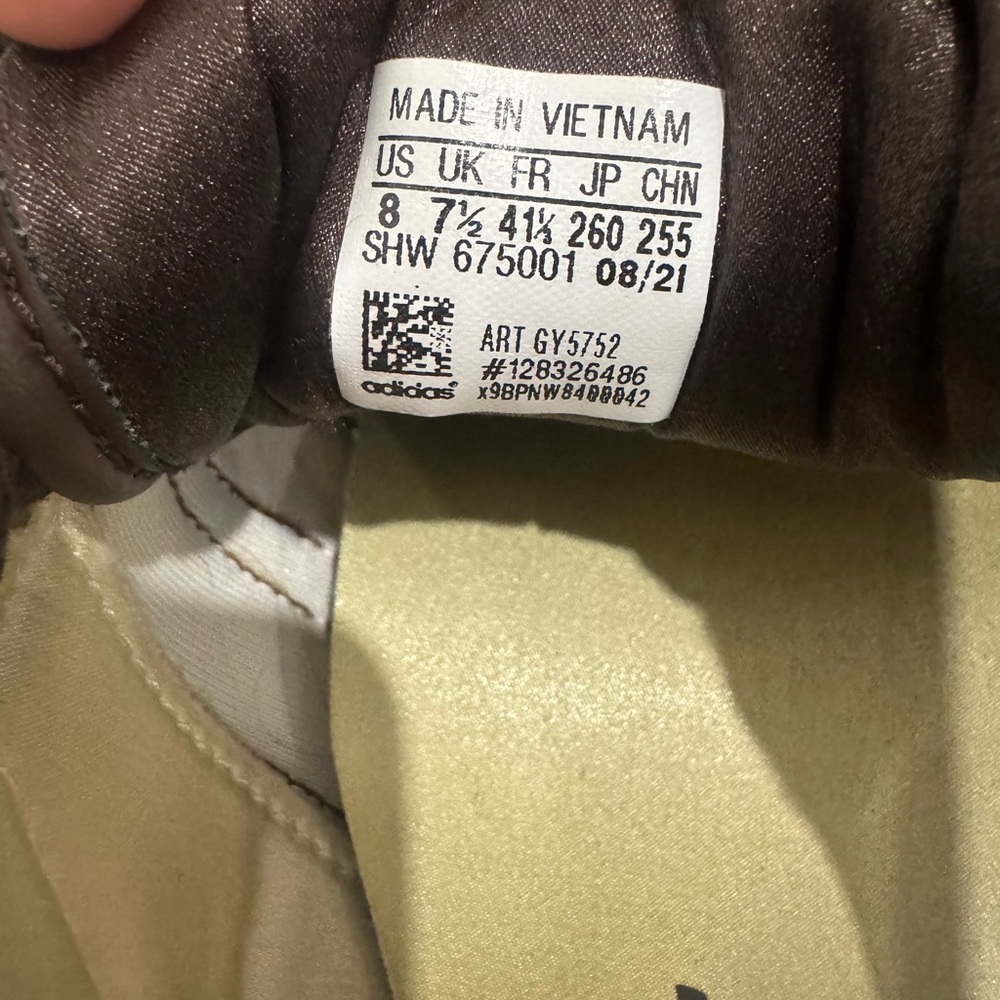 MADE IN VIETNAM
US UK FR JP CHN
8 7½ 41⅓ 260 255
SHW 675001 08/21
ART GY5752
#128326486
adidas